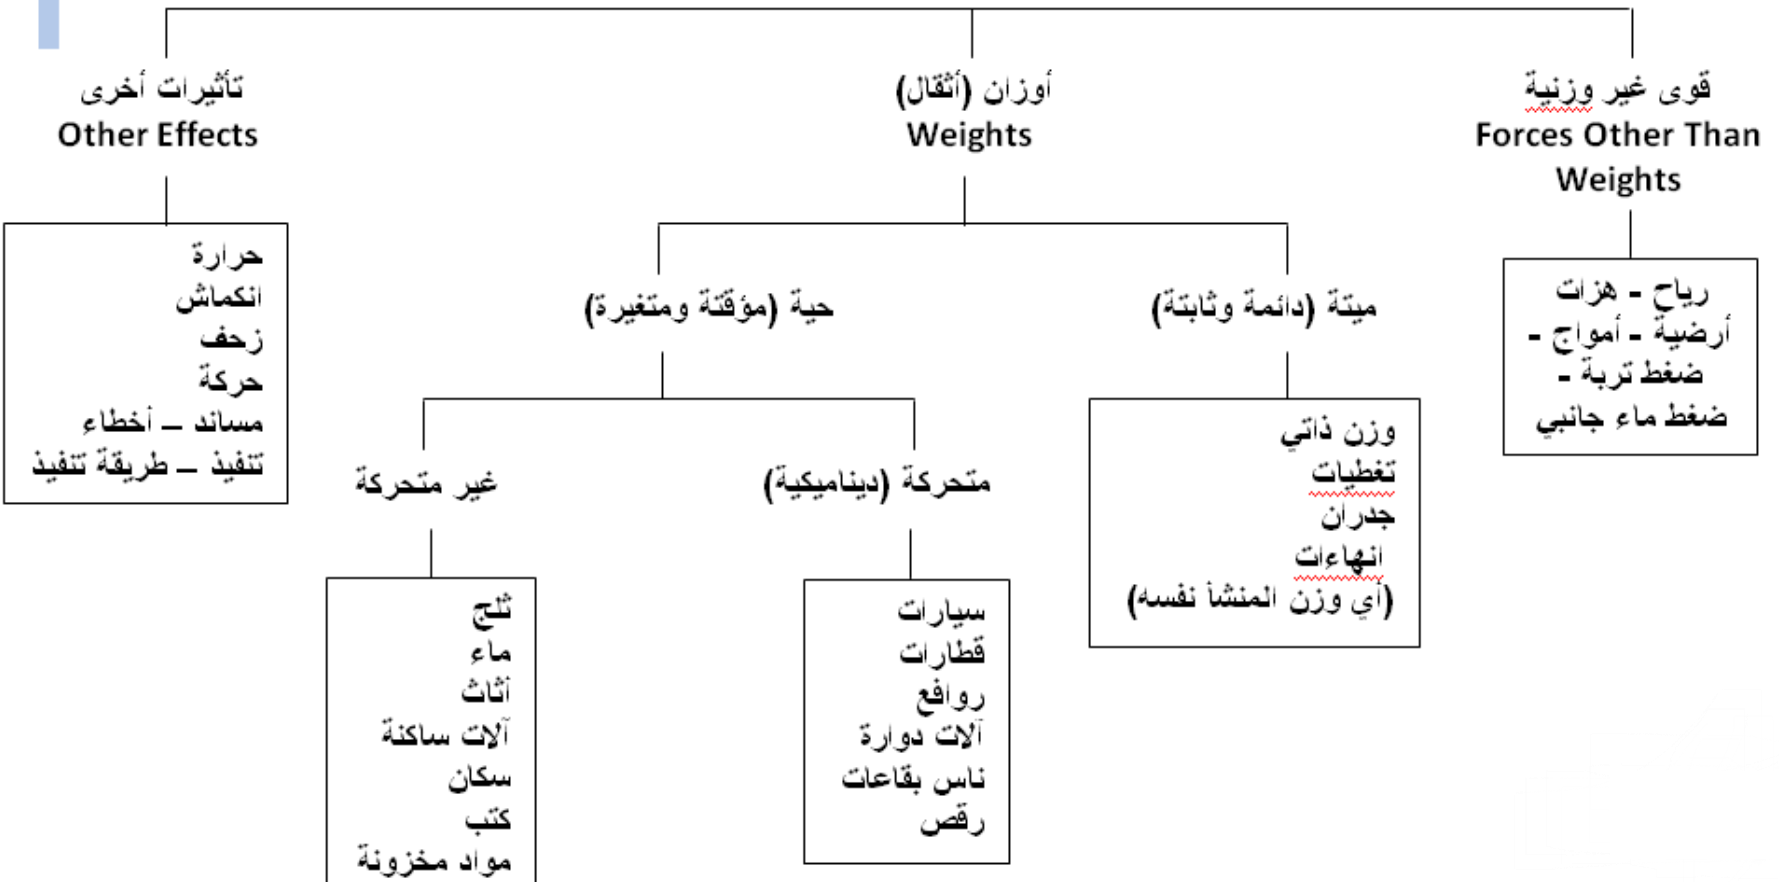 قوى غير وزنية
Forces Other Than
Weights
رياح - هزات
أرضية - أمواج -
ضغط تربة -
ضغط ماء جانبي
أوزان (أثقال)
Weights
ميتة (دائمة وثابتة)
وزن ذاتي
تغطيات
جدران
انهاءات
(أي وزن المنشأ نفسه)
حية (مؤقتة ومتغيرة)
متحركة (ديناميكية)
سيارات
قطارات
روافع
آلات دوارة
ناس بقاعات
رقص
غير متحركة
ثلج
ماء
أثاث
آلات ساكنة
سكان
كتب
مواد مخزونة
تأثيرات أخرى
Other Effects
حرارة
انكماش
زحف
حركة
مساند – أخطاء
تنفيذ – طريقة تنفيذ